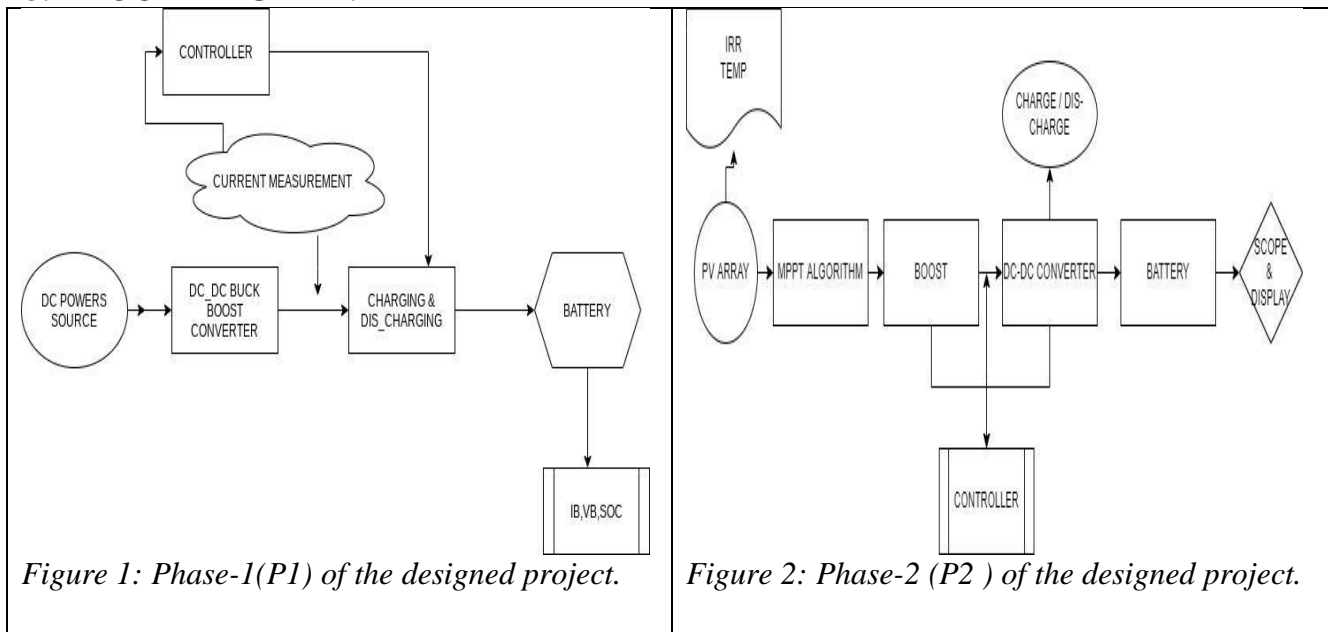 CONTROLLER
CURRENT MEASUREMENT
DC POWERS
SOURCE
DC_DC BUCK
BOOST
CONVERTER
CHARGING &
DIS_CHARGING
BATTERY
IB,VB,SOC
Figure 1: Phase-1(P1) of the designed project.
IRR
TEMP
CHARGE / DIS-
CHARGE
PV ARRAY
MPPT ALGORITHM
BOOST
DC-DC CONVERTER
BATTERY
SCOPE
&
DISPLAY
CONTROLLER
Figure 2: Phase-2 (P2 ) of the designed project.